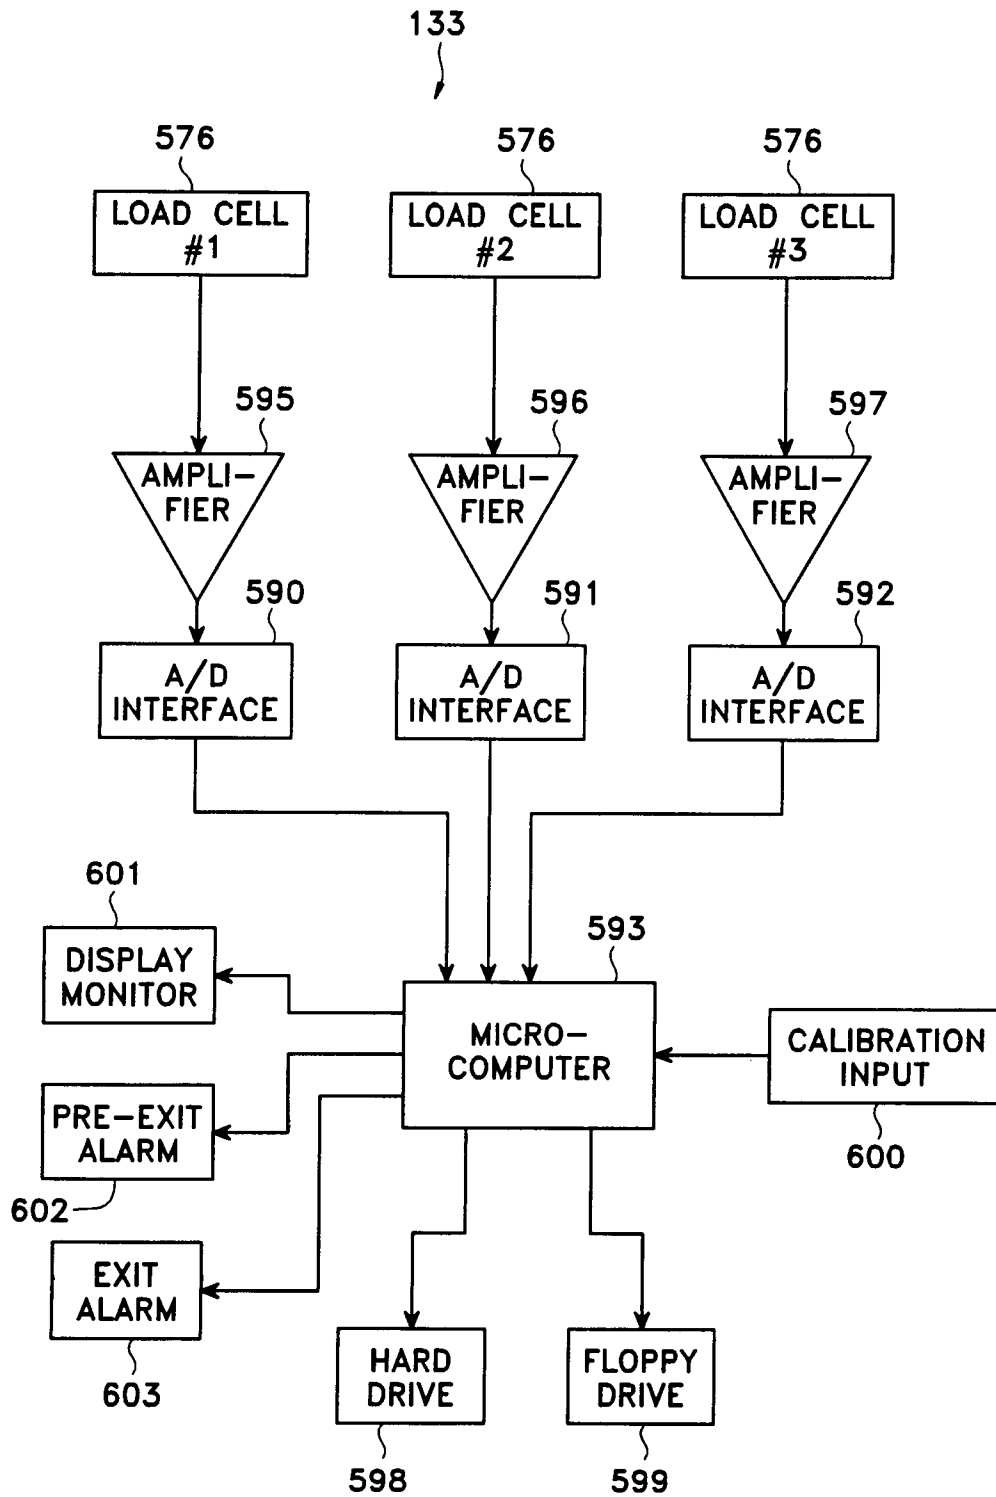 133
576
576
576
LOAD CELL
#1
LOAD CELL
#2
LOAD CELL
#3
595
596
597
AMPLI-
FIER
AMPLI-
FIER
AMPLI-
FIER
590
591
592
A/D
INTERFACE
A/D
INTERFACE
A/D
INTERFACE
601
593
DISPLAY
MONITOR
MICRO-
COMPUTER
CALIBRATION
INPUT
600
PRE-EXIT
ALARM
602
EXIT
ALARM
603
HARD
DRIVE
598
FLOPPY
DRIVE
599